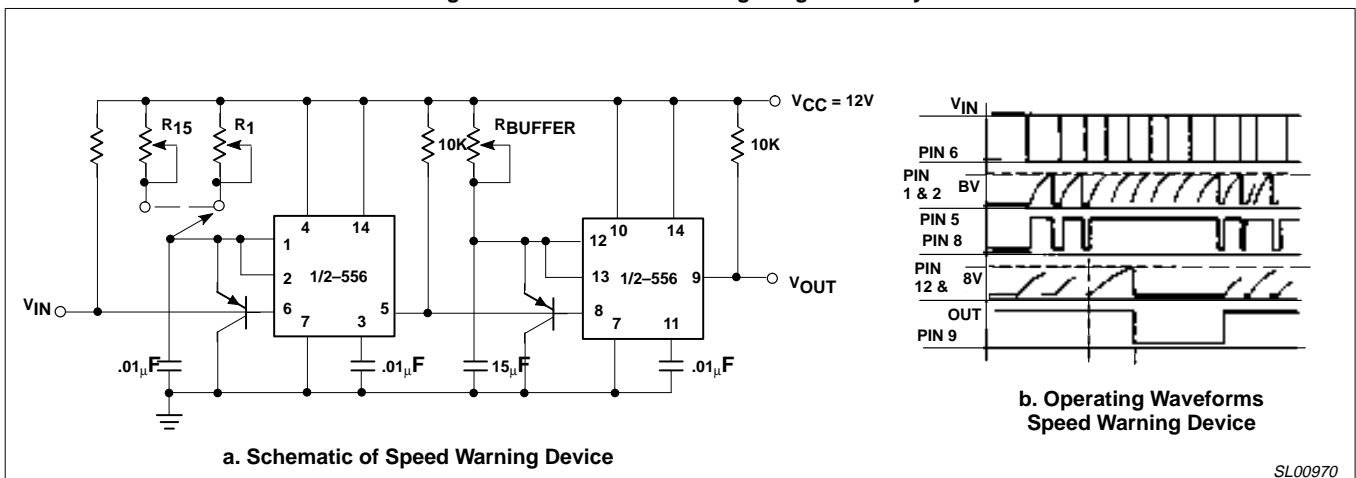 VCC = 12V
R15
R1
10K
RBUFFER
10K
4
14
10
14
1
2
1/2–556
6
5
7
3
12
13
1/2–556
9
8
7
11
VIN
VOUT
.01μF
.01μF
15μF
.01μF
a. Schematic of Speed Warning Device
VIN
PIN 6
PIN
1 & 2
BV
PIN 5
PIN 8
PIN
12 &
8V
OUT
PIN 9
b. Operating Waveforms
Speed Warning Device
SL00970